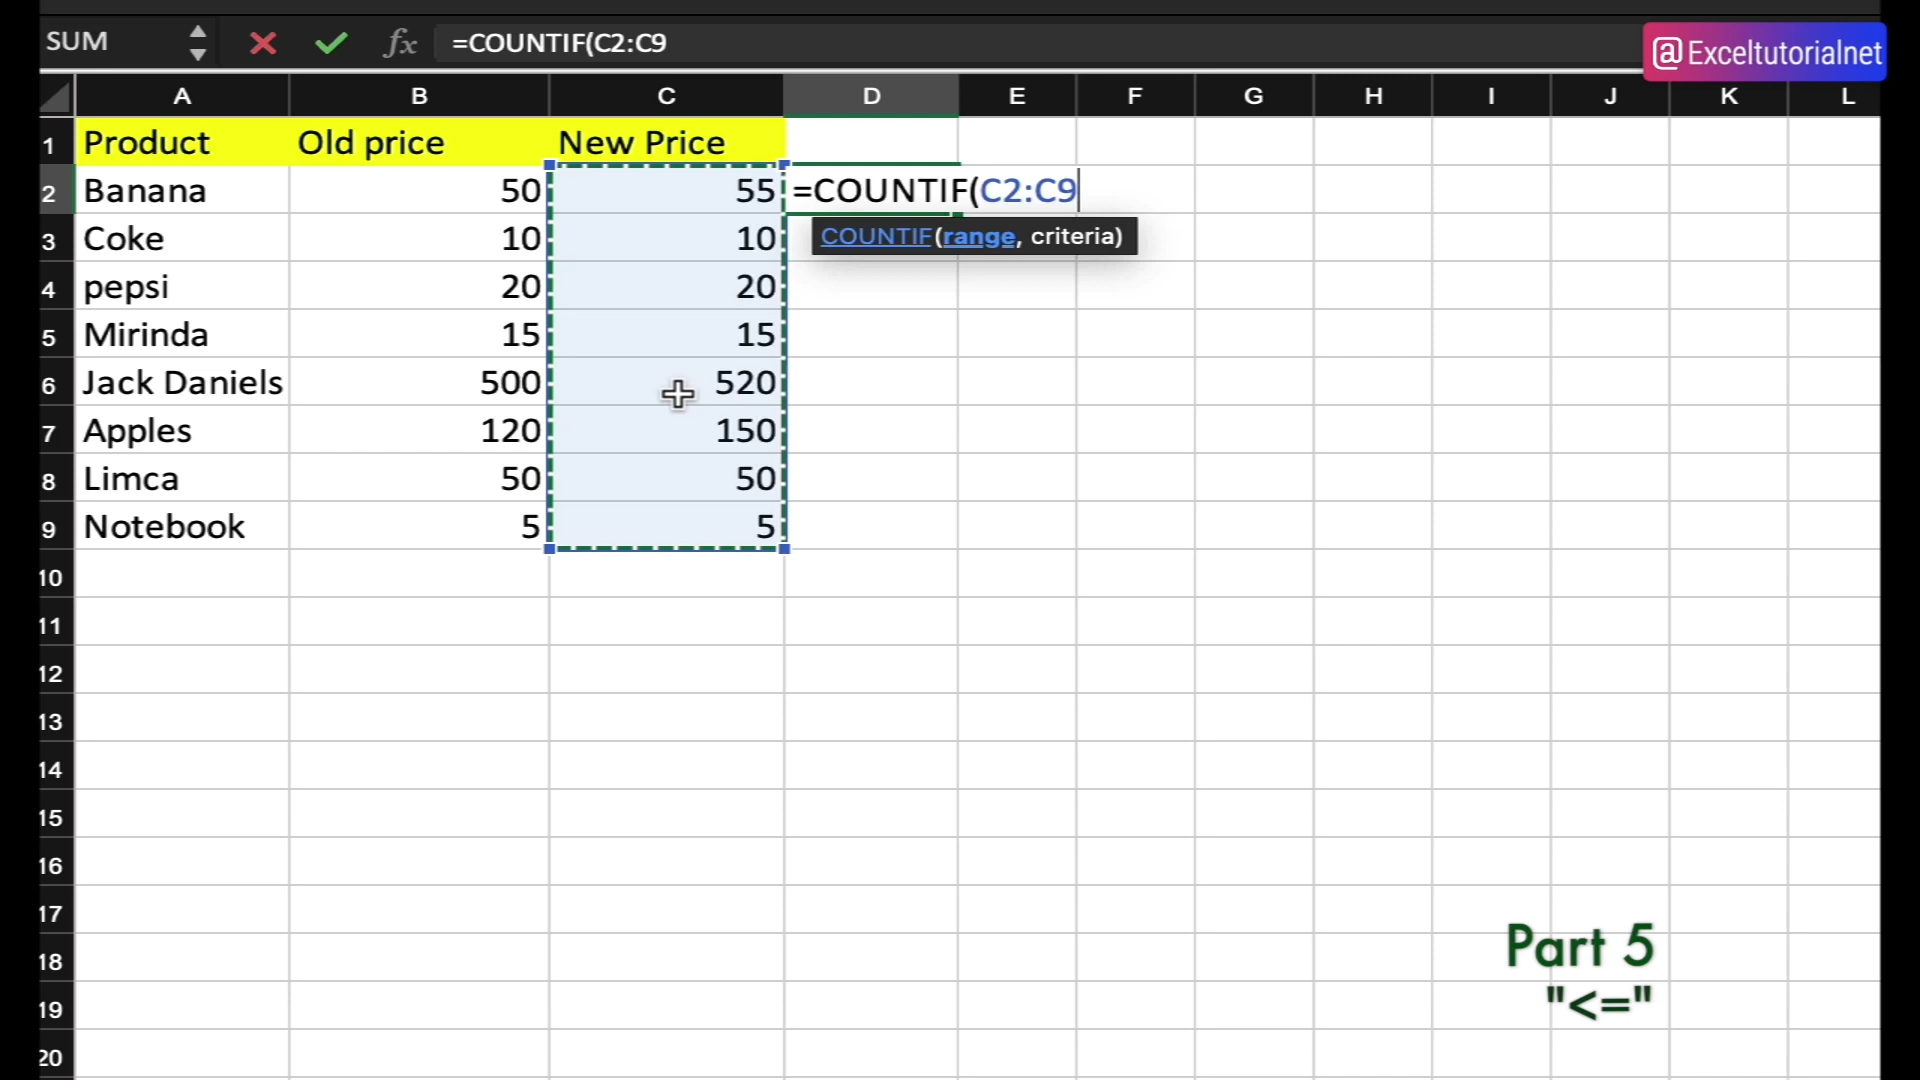 SUM fx =COUNTIF(C2:C9
@Exceltutorialnet
A B C D E F G H I J K L
1 Product Old price New Price
2 Banana 50 55 =COUNTIF(C2:C9
COUNTIF(range, criteria)
3 Coke 10 10
4 pepsi 20 20
5 Mirinda 15 15
6 Jack Daniels 500 520
7 Apples 120 150
8 Limca 50 50
9 Notebook 5 5
10
11
12
13
14
15
16
17
18
19
20
Part 5
"<="